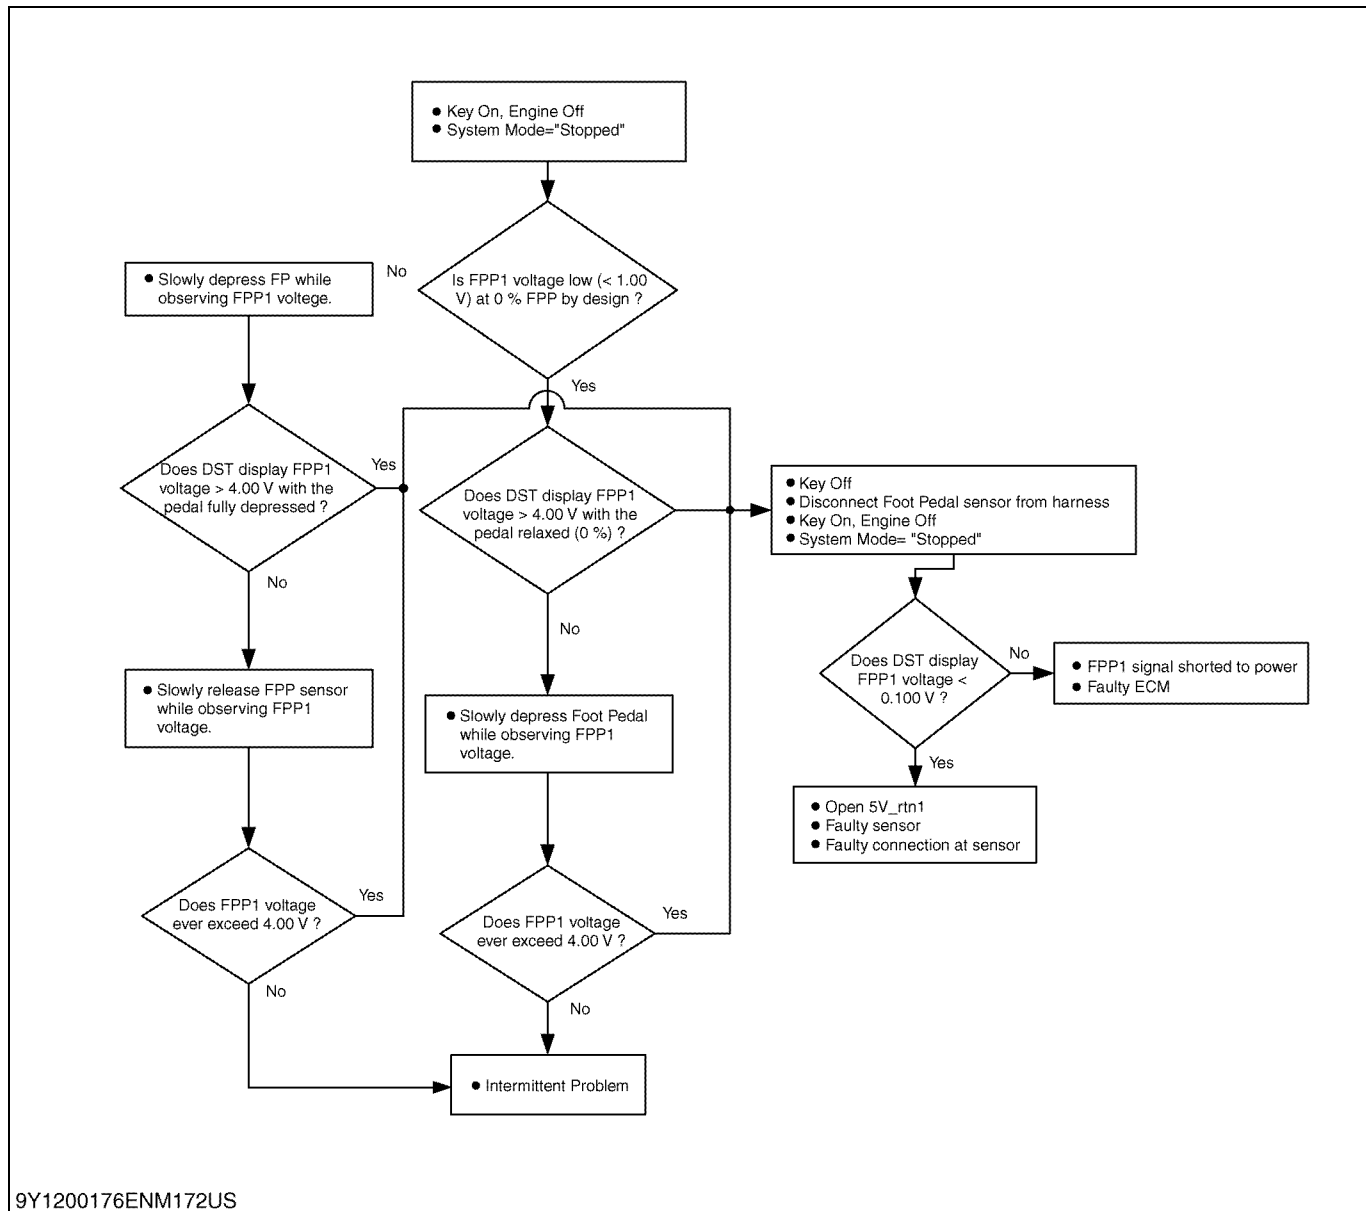 ● Key On, Engine Off
● System Mode="Stopped"
Is FPP1 voltage low (< 1.00
V) at 0 % FPP by design ?
No
Yes
● Slowly depress FP while
observing FPP1 voltege.
Does DST display FPP1
voltage > 4.00 V with the
pedal fully depressed ?
Yes
No
● Slowly release FPP sensor
while observing FPP1
voltage.
Does FPP1 voltage
ever exceed 4.00 V ?
Yes
No
Does DST display FPP1
voltage > 4.00 V with the
pedal relaxed (0 %) ?
No
● Slowly depress Foot Pedal
while observing FPP1
voltage.
Does FPP1 voltage
ever exceed 4.00 V ?
Yes
No
● Intermittent Problem
● Key Off
● Disconnect Foot Pedal sensor from harness
● Key On, Engine Off
● System Mode= "Stopped"
Does DST display
FPP1 voltage <
0.100 V ?
No
● FPP1 signal shorted to power
● Faulty ECM
Yes
● Open 5V_rtn1
● Faulty sensor
● Faulty connection at sensor
9Y1200176ENM172US